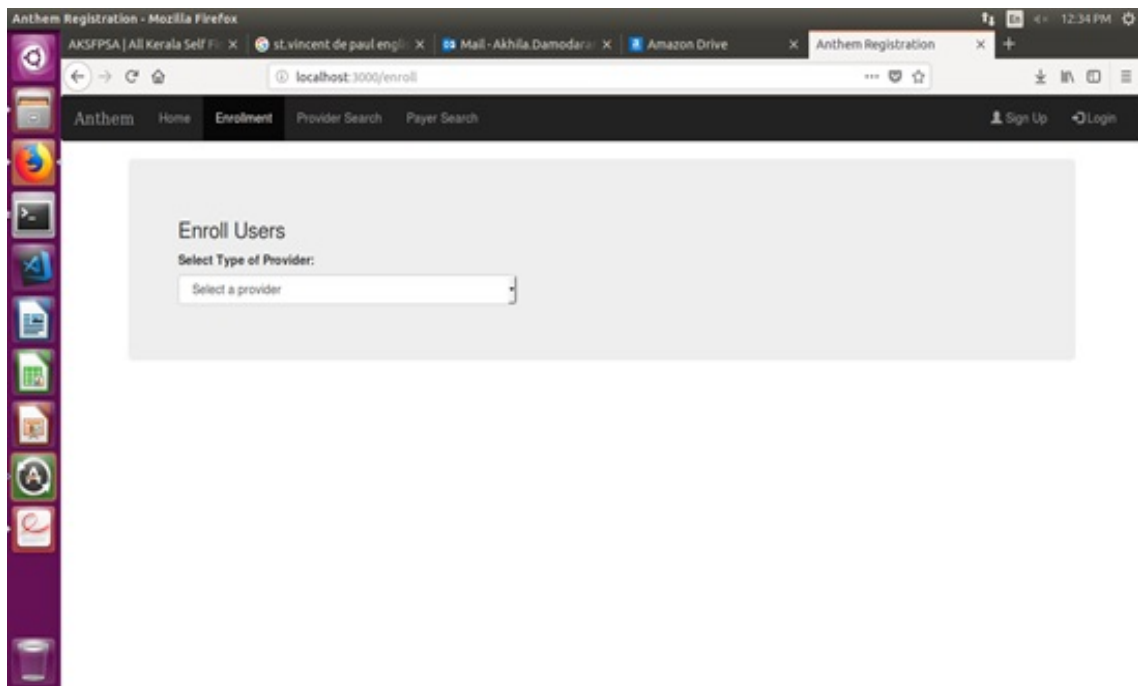 Anthem Registration - Mozilla Firefox
En 12:34 PM
AKSFPSA | All Kerala Self Fi
st.vincent de paul engli
Mail - Akhila.Damodara
Amazon Drive
Anthem Registration
localhost:3000/enroll
Anthem Home Enrollment Provider Search Payer Search Sign Up Login
Enroll Users
Select Type of Provider:
Select a provider